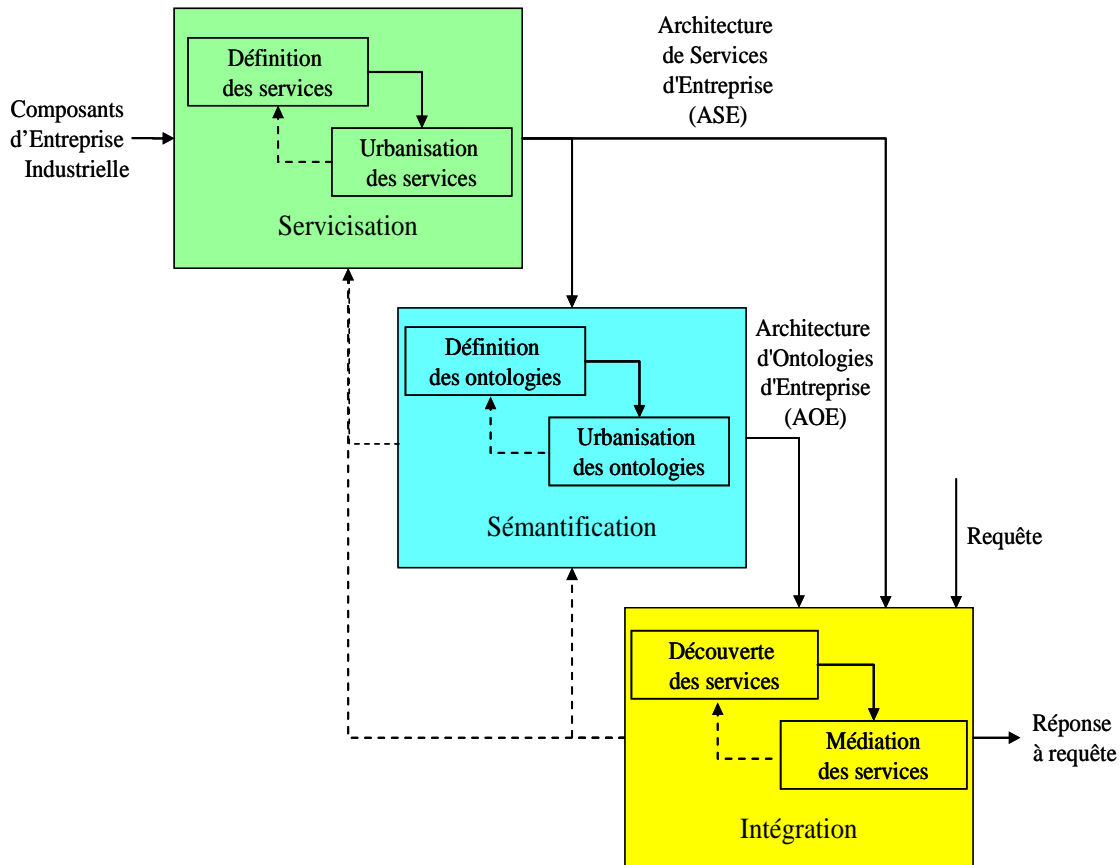 Composants
d’Entreprise
Industrielle
Définition
des services
Urbanisation
des services
Servicisation
Architecture
de Services
d'Entreprise
(ASE)
Définition
des ontologies
Urbanisation
des ontologies
Sémantification
Architecture
d'Ontologies
d'Entreprise
(AOE)
Requête
Découverte
des services
Médiation
des services
Intégration
Réponse
à requête